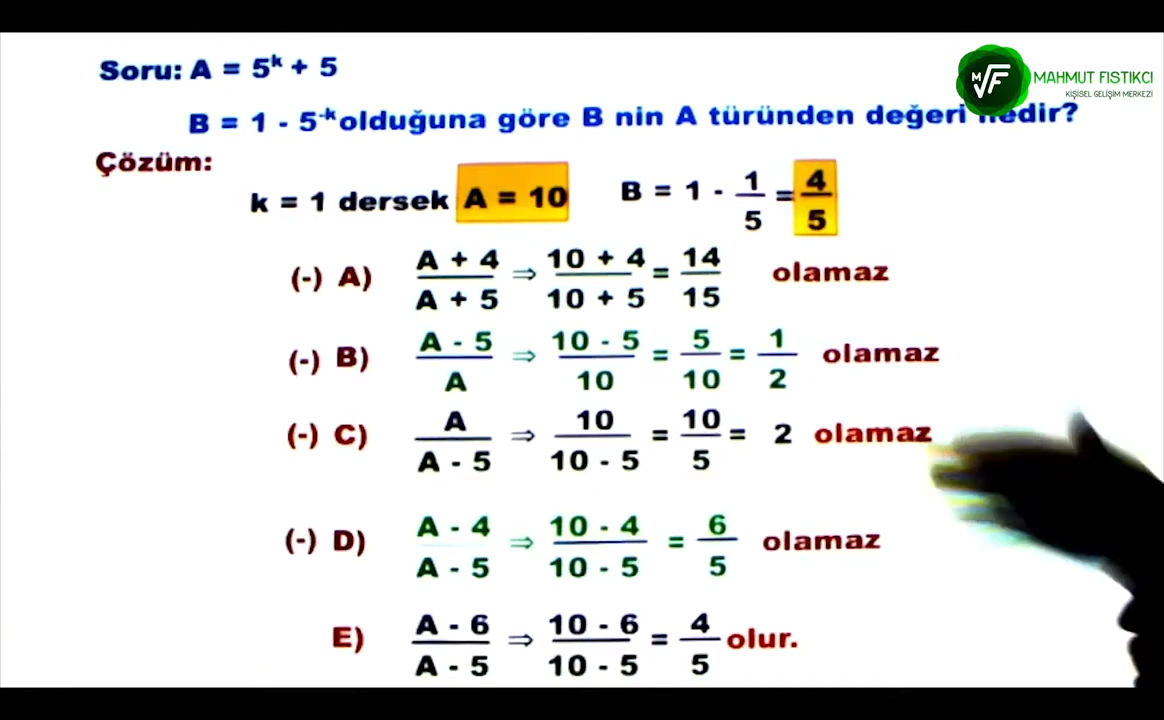 Soru: A = 5ᵏ + 5
MAHMUT FISTIKCI
KİŞİSEL GELİŞİM MERKEZİ
B = 1 - 5⁻ᵏ olduğuna göre B nin A türünden değeri nedir?
Çözüm:
k = 1 dersek A = 10 B = 1 - 1/5 = 4/5
(-) A) A + 4 / A + 5 ⇒ 10 + 4 / 10 + 5 = 14/15 olamaz
(-) B) A - 5 / A ⇒ 10 - 5 / 10 = 5/10 = 1/2 olamaz
(-) C) A / A - 5 ⇒ 10 / 10 - 5 = 10/5 = 2 olamaz
(-) D) A - 4 / A - 5 ⇒ 10 - 4 / 10 - 5 = 6/5 olamaz
E) A - 6 / A - 5 ⇒ 10 - 6 / 10 - 5 = 4/5 olur.